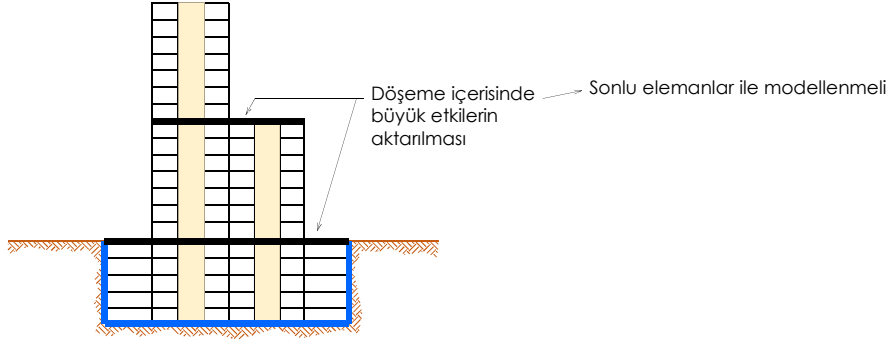 Döşeme içerisinde
büyük etkilerin
aktarılması
Sonlu elemanlar ile modellenmeli